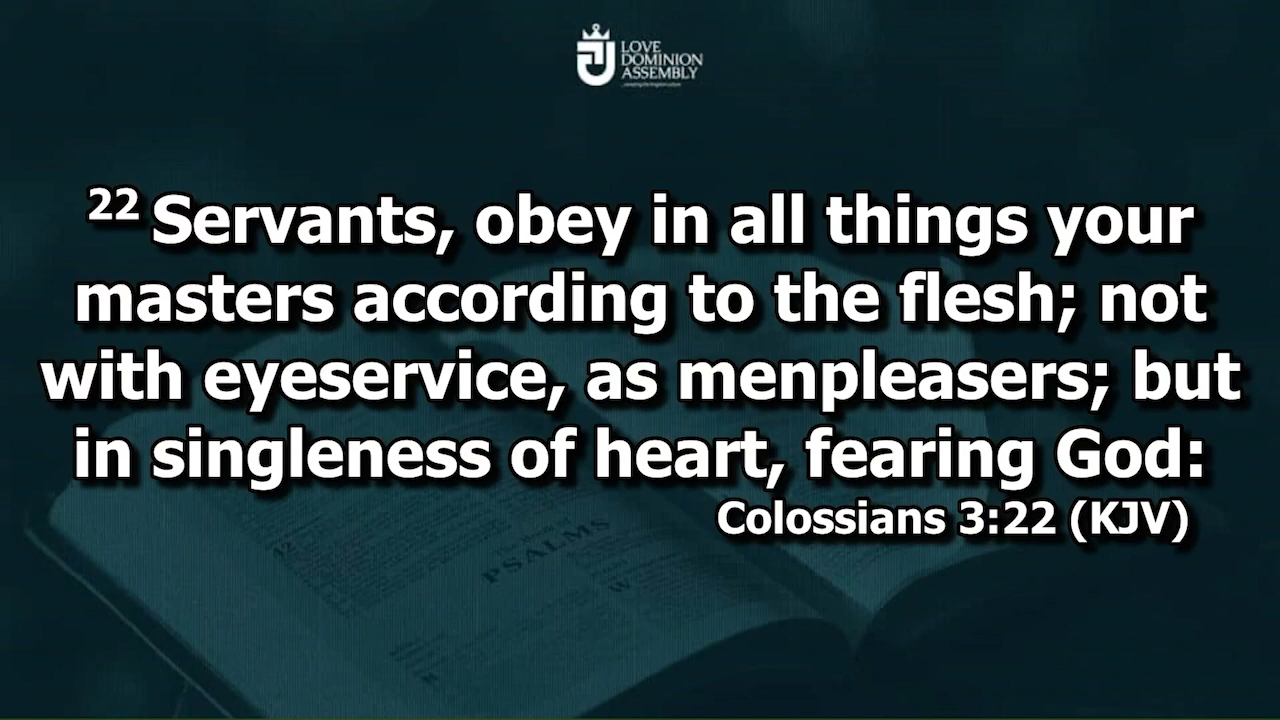 LOVE
DOMINION
ASSEMBLY
22 Servants, obey in all things your
masters according to the flesh; not
with eyeservice, as menpleasers; but
in singleness of heart, fearing God:
Colossians 3:22 (KJV)
PSALMS